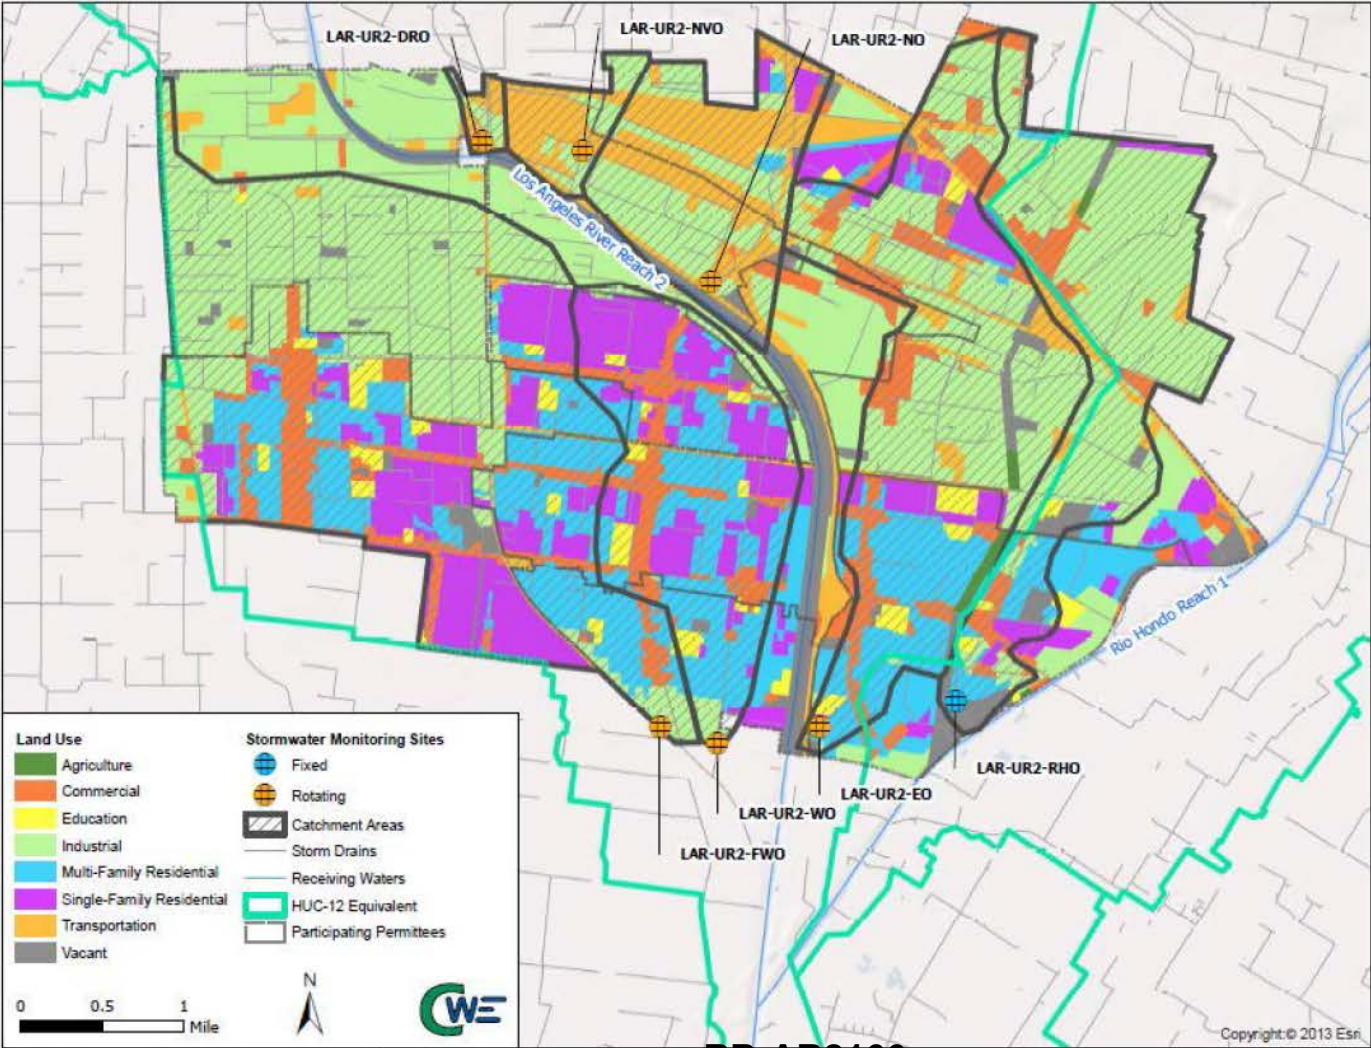 LAR-UR2-DRO
LAR-UR2-NVO
LAR-UR2-NO
Los Angeles River Reach 2
Rio Hondo Reach 1
LAR-UR2-RHO
LAR-UR2-EO
LAR-UR2-WO
LAR-UR2-FWO
Land Use
Agriculture
Commercial
Education
Industrial
Multi-Family Residential
Single-Family Residential
Transportation
Vacant
Stormwater Monitoring Sites
Fixed
Rotating
Catchment Areas
Storm Drains
Receiving Waters
HUC-12 Equivalent
Participating Permittees
0 0.5 1
Mile
N
CWE
Copyright:© 2013 Esri